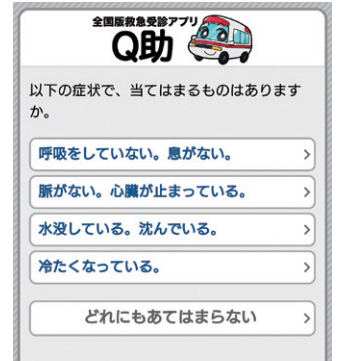 全国版救急受診アプリ
Q助
以下の症状で、当てはまるものはあります
か。
呼吸をしていない。息がない。
脈がない。心臓が止まっている。
水没している。沈んでいる。
冷たくなっている。
どれにもあてはまらない